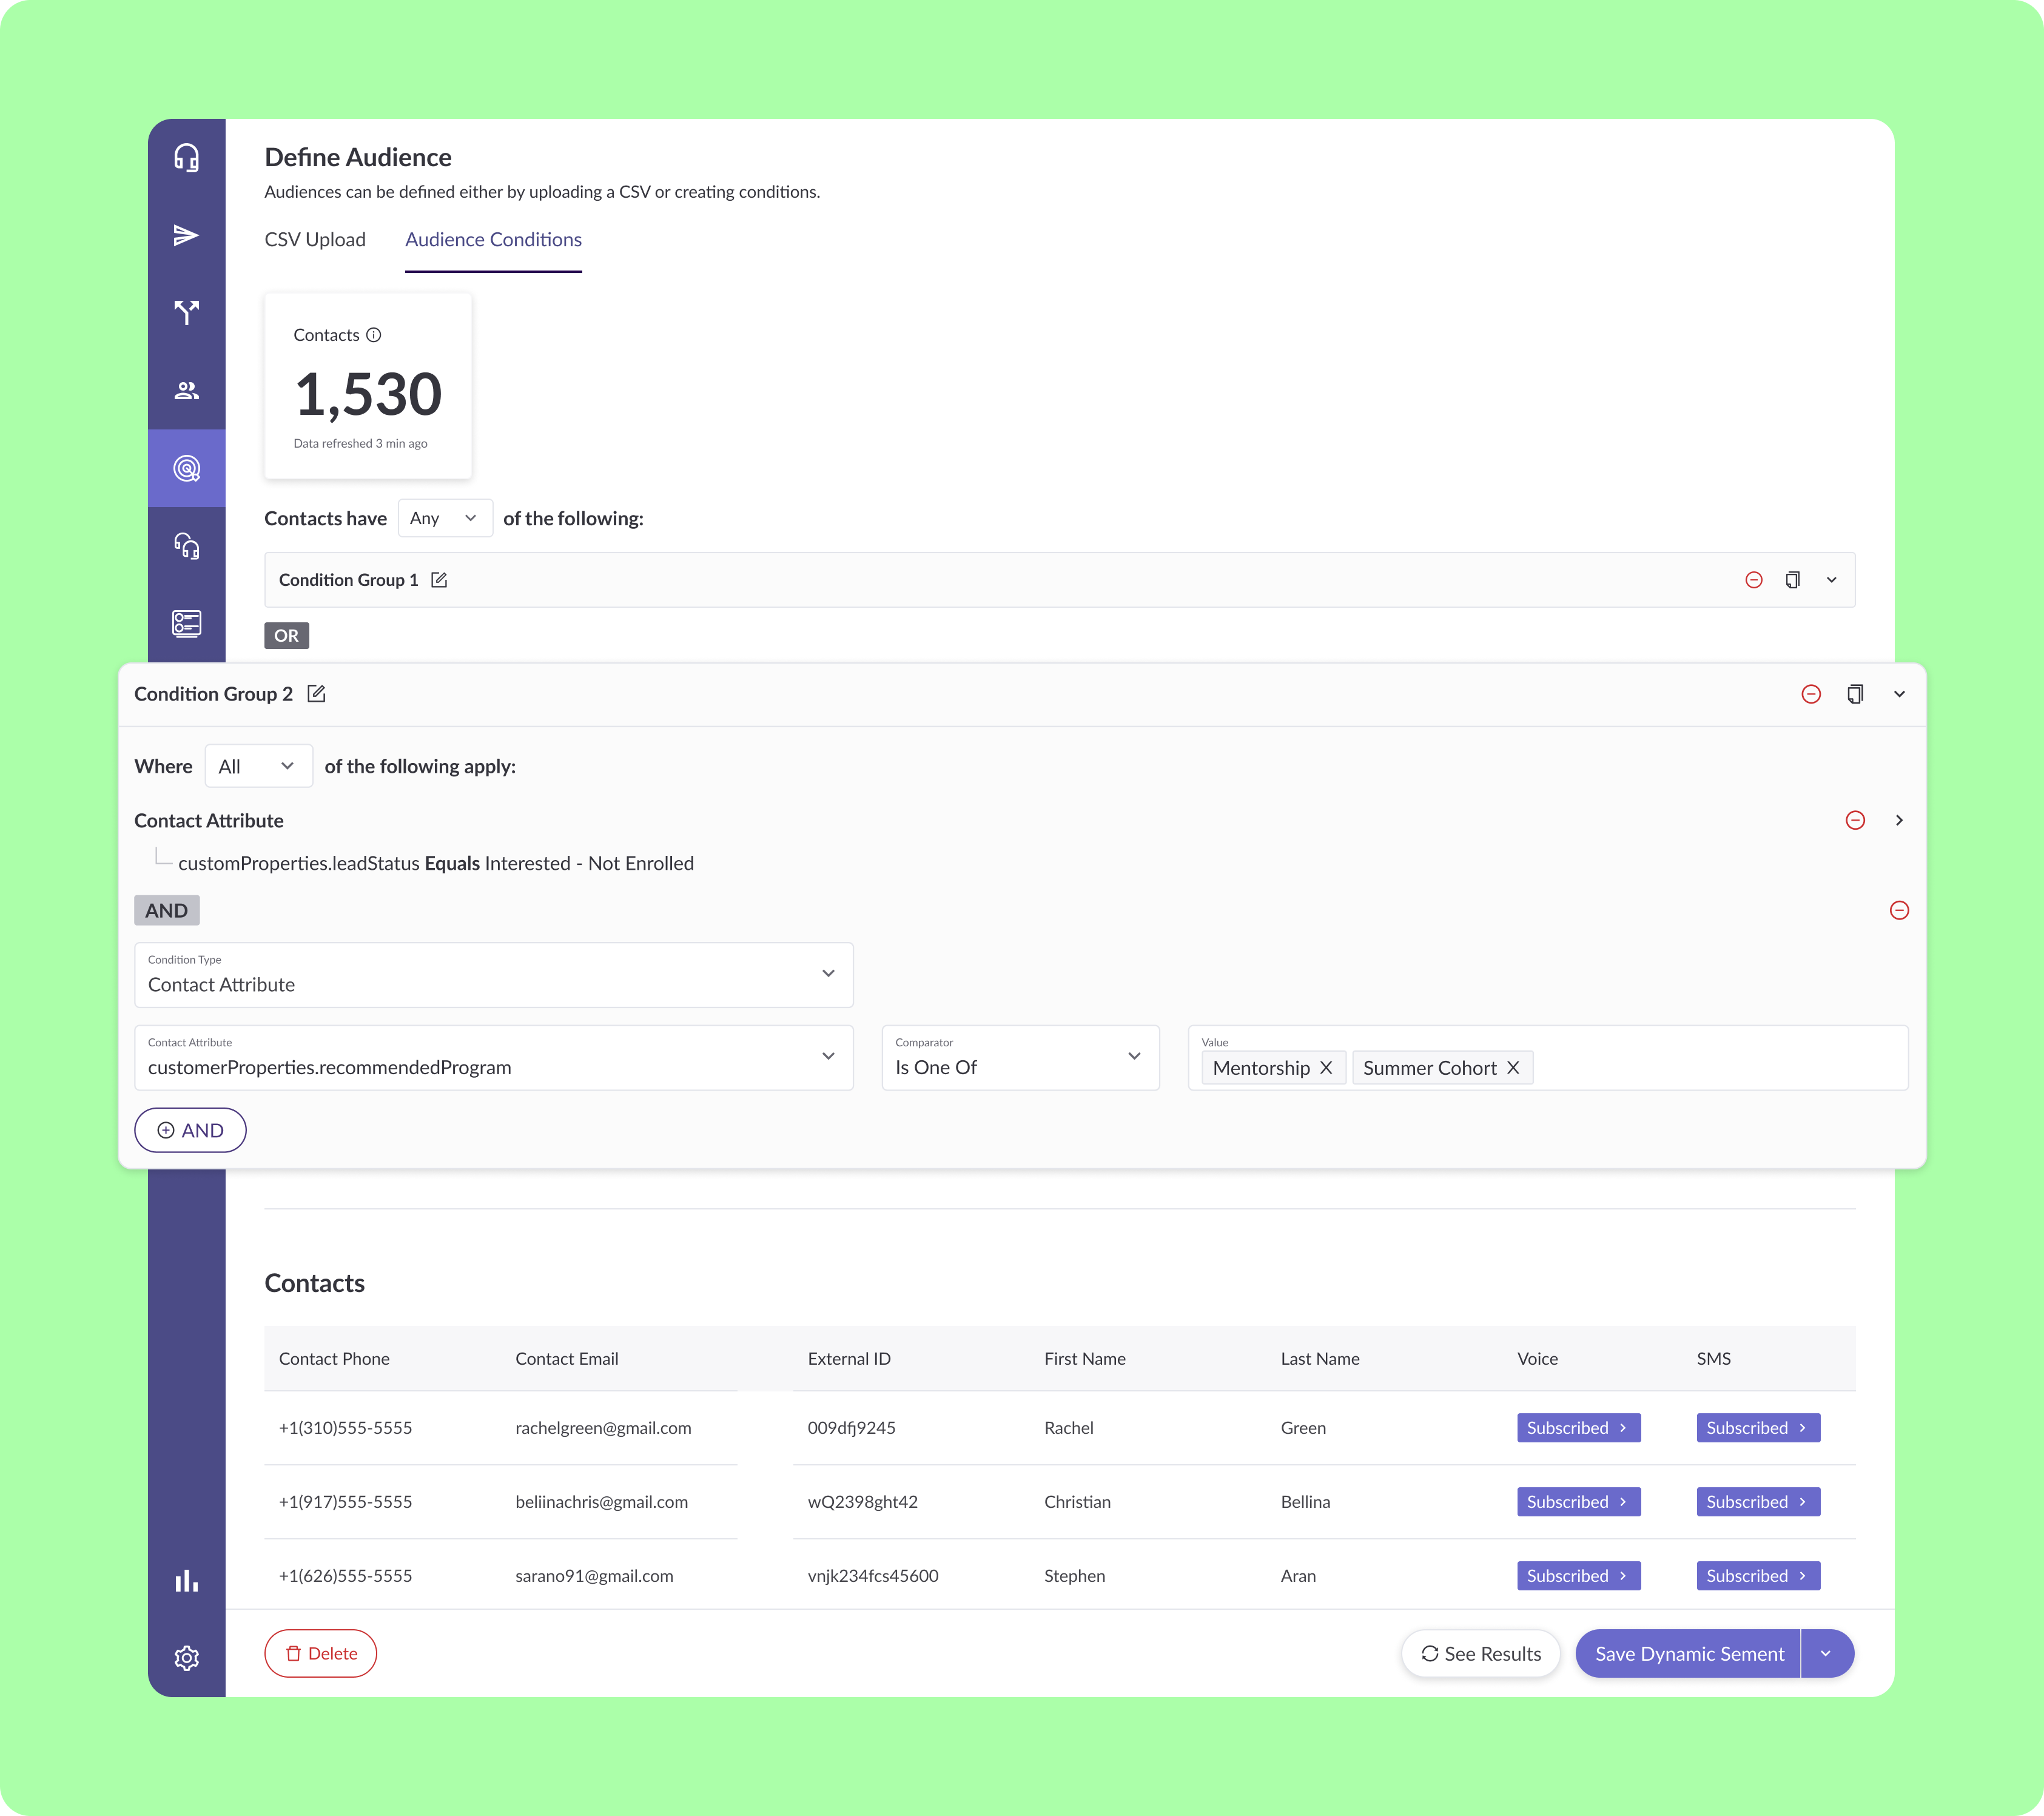 Define Audience
Audiences can be defined either by uploading a CSV or creating conditions.
CSV Upload Audience Conditions
Contacts
1,530
Data refreshed 3 min ago
Contacts have Any of the following:
Condition Group 1
OR
Condition Group 2
Where All of the following apply:
Contact Attribute
customProperties.leadStatus Equals Interested - Not Enrolled
AND
Condition Type
Contact Attribute
Contact Attribute Comparator Value
customerProperties.recommendedProgram Is One Of Mentorship X Summer Cohort X
AND
Contacts
Contact Phone Contact Email External ID First Name Last Name Voice SMS
+1(310)555-5555 rachelgreen@gmail.com 009dfj9245 Rachel Green Subscribed Subscribed
+1(917)555-5555 beliinachris@gmail.com wQ2398ght42 Christian Bellina Subscribed Subscribed
+1(626)555-5555 sarano91@gmail.com vnjk234fcs45600 Stephen Aran Subscribed Subscribed
Delete See Results Save Dynamic Sement